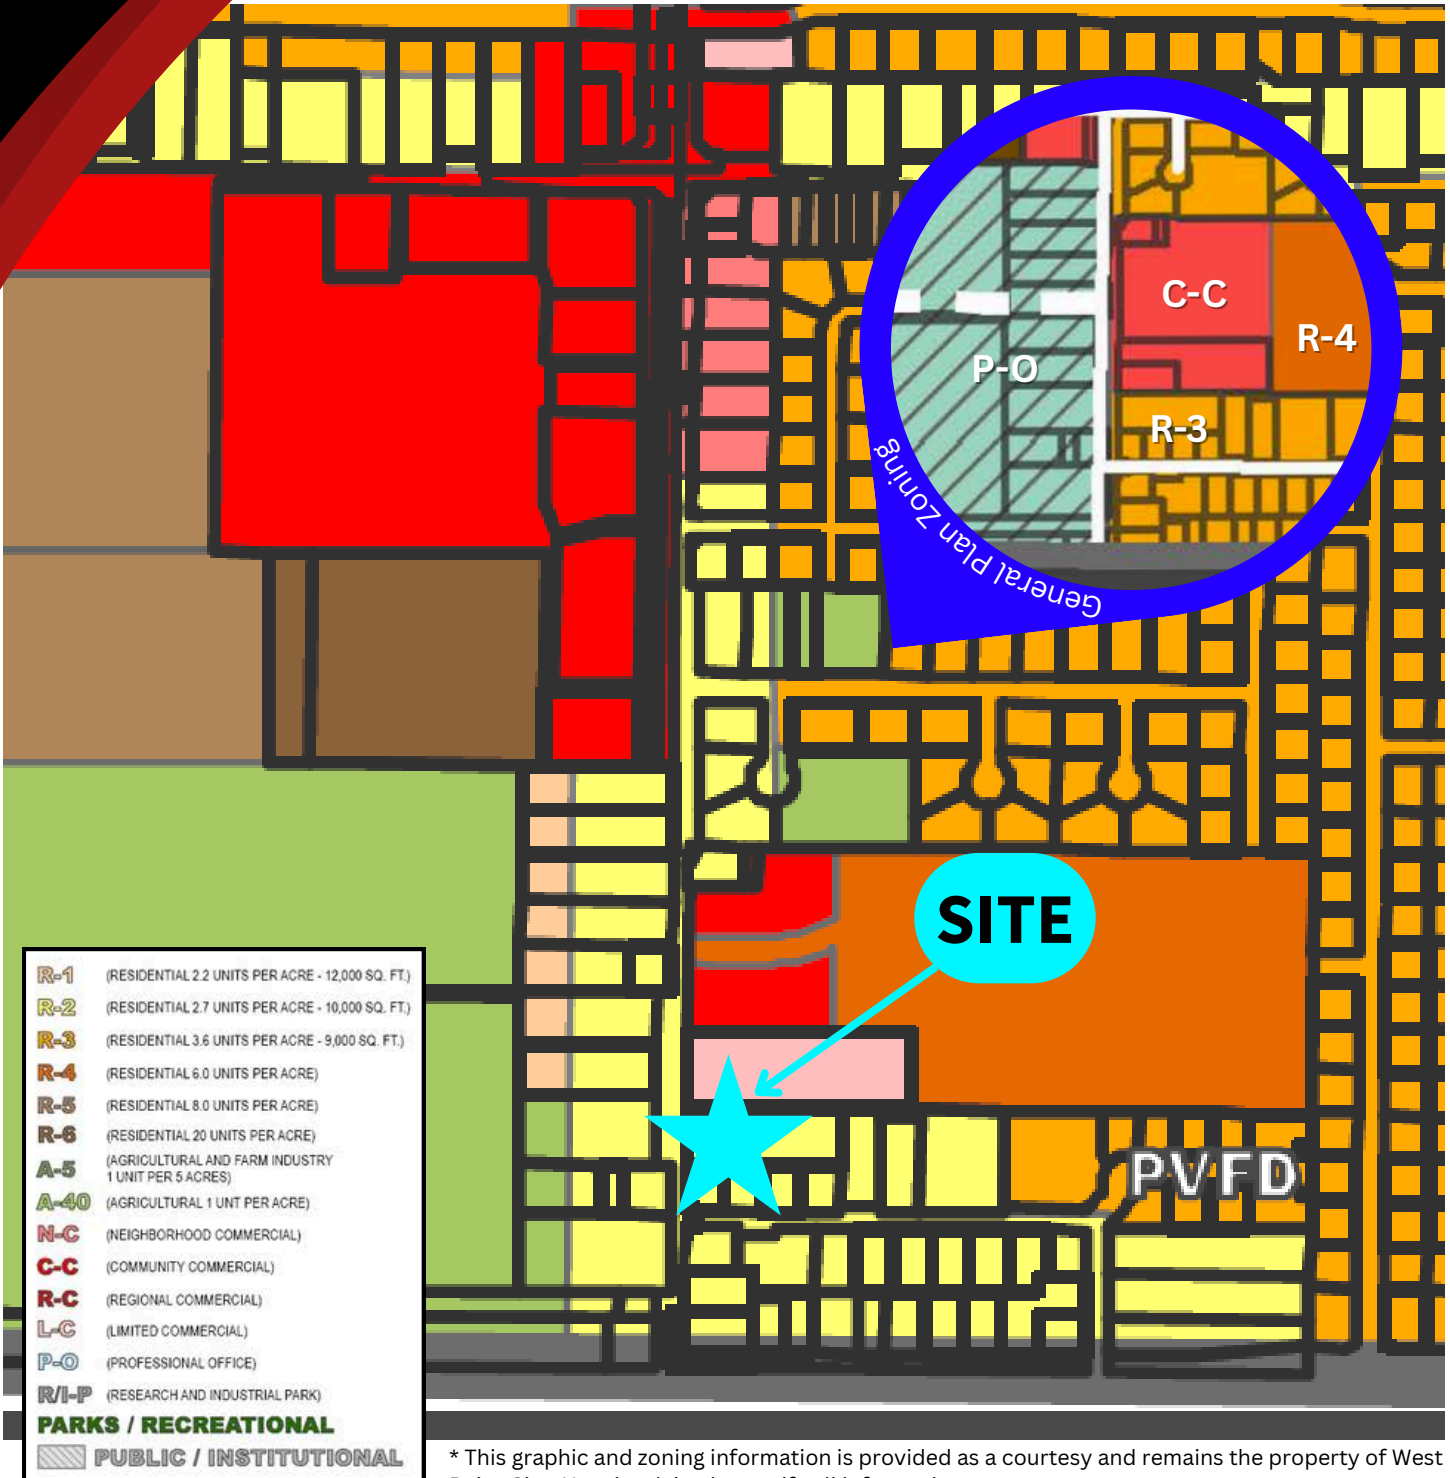 C-C
R-4
P-O
R-3
General Plan Zoning
SITE
PVFD
R-1 (RESIDENTIAL 2.2 UNITS PER ACRE - 12,000 SQ. FT.)
R-2 (RESIDENTIAL 2.7 UNITS PER ACRE - 10,000 SQ. FT.)
R-3 (RESIDENTIAL 3.6 UNITS PER ACRE - 9,000 SQ. FT.)
R-4 (RESIDENTIAL 6.0 UNITS PER ACRE)
R-5 (RESIDENTIAL 8.0 UNITS PER ACRE)
R-6 (RESIDENTIAL 20 UNITS PER ACRE)
A-5 (AGRICULTURAL AND FARM INDUSTRY
1 UNIT PER 5 ACRES)
A-40 (AGRICULTURAL 1 UNT PER ACRE)
N-C (NEIGHBORHOOD COMMERCIAL)
C-C (COMMUNITY COMMERCIAL)
R-C (REGIONAL COMMERCIAL)
L-C (LIMITED COMMERCIAL)
P-O (PROFESSIONAL OFFICE)
R/I-P (RESEARCH AND INDUSTRIAL PARK)
PARKS / RECREATIONAL
PUBLIC / INSTITUTIONAL
* This graphic and zoning information is provided as a courtesy and remains the property of West